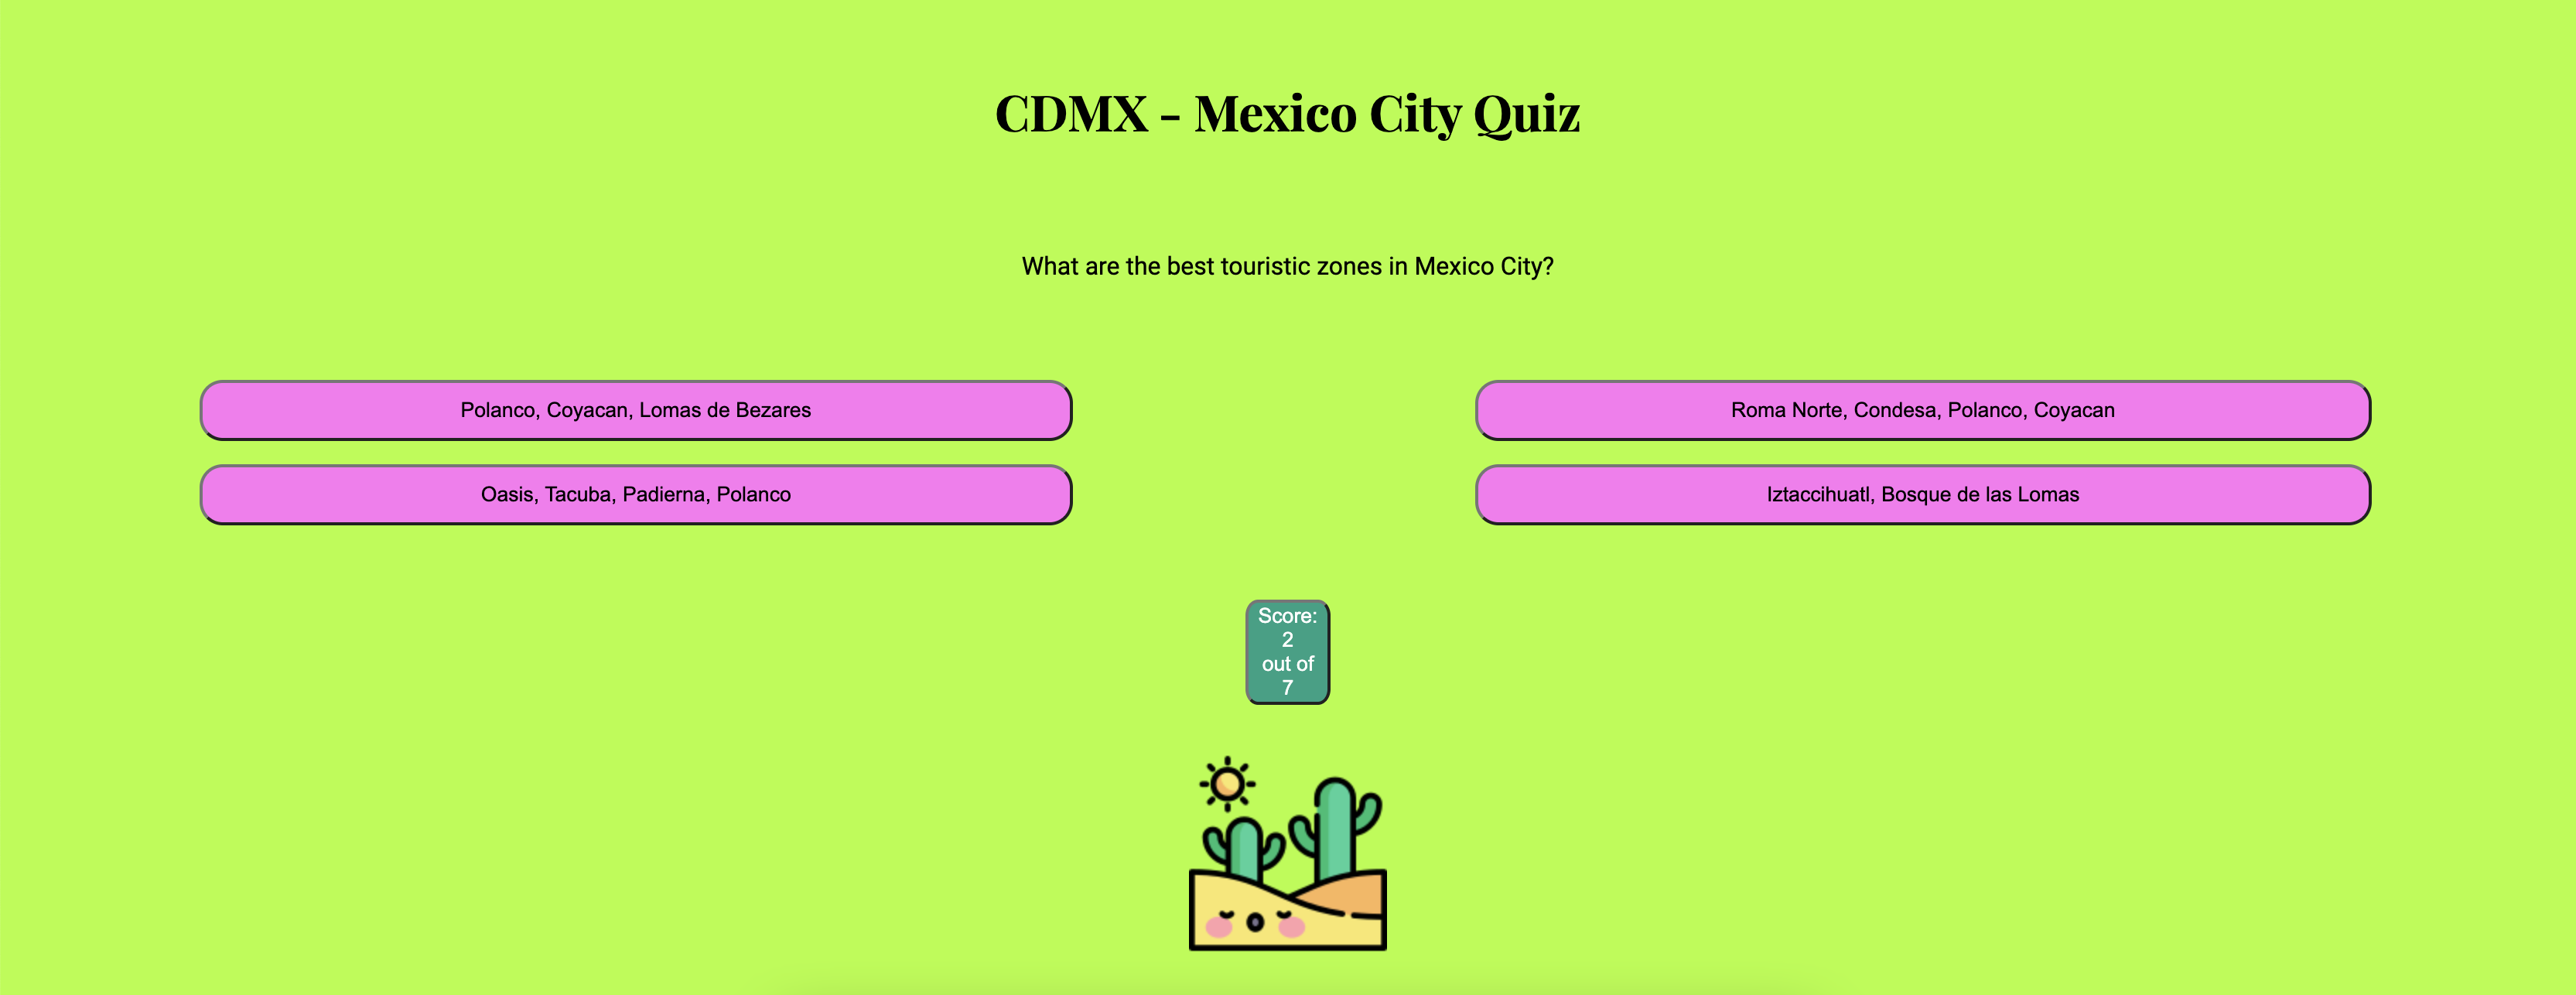 CDMX - Mexico City Quiz
What are the best touristic zones in Mexico City?
Polanco, Coyacan, Lomas de Bezares
Roma Norte, Condesa, Polanco, Coyacan
Oasis, Tacuba, Padierna, Polanco
Iztaccihuatl, Bosque de las Lomas
Score:
2
out of
7